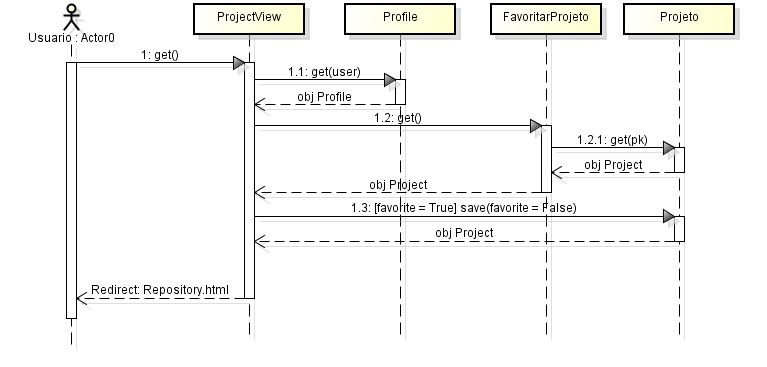 Usuario : Actor0
ProjectView
Profile
FavoritarProjeto
Projeto
1: get()
1.1: get(user)
obj Profile
1.2: get()
1.2.1: get(pk)
obj Project
obj Project
1.3: [favorite = True] save(favorite = False)
obj Project
Redirect: Repository.html